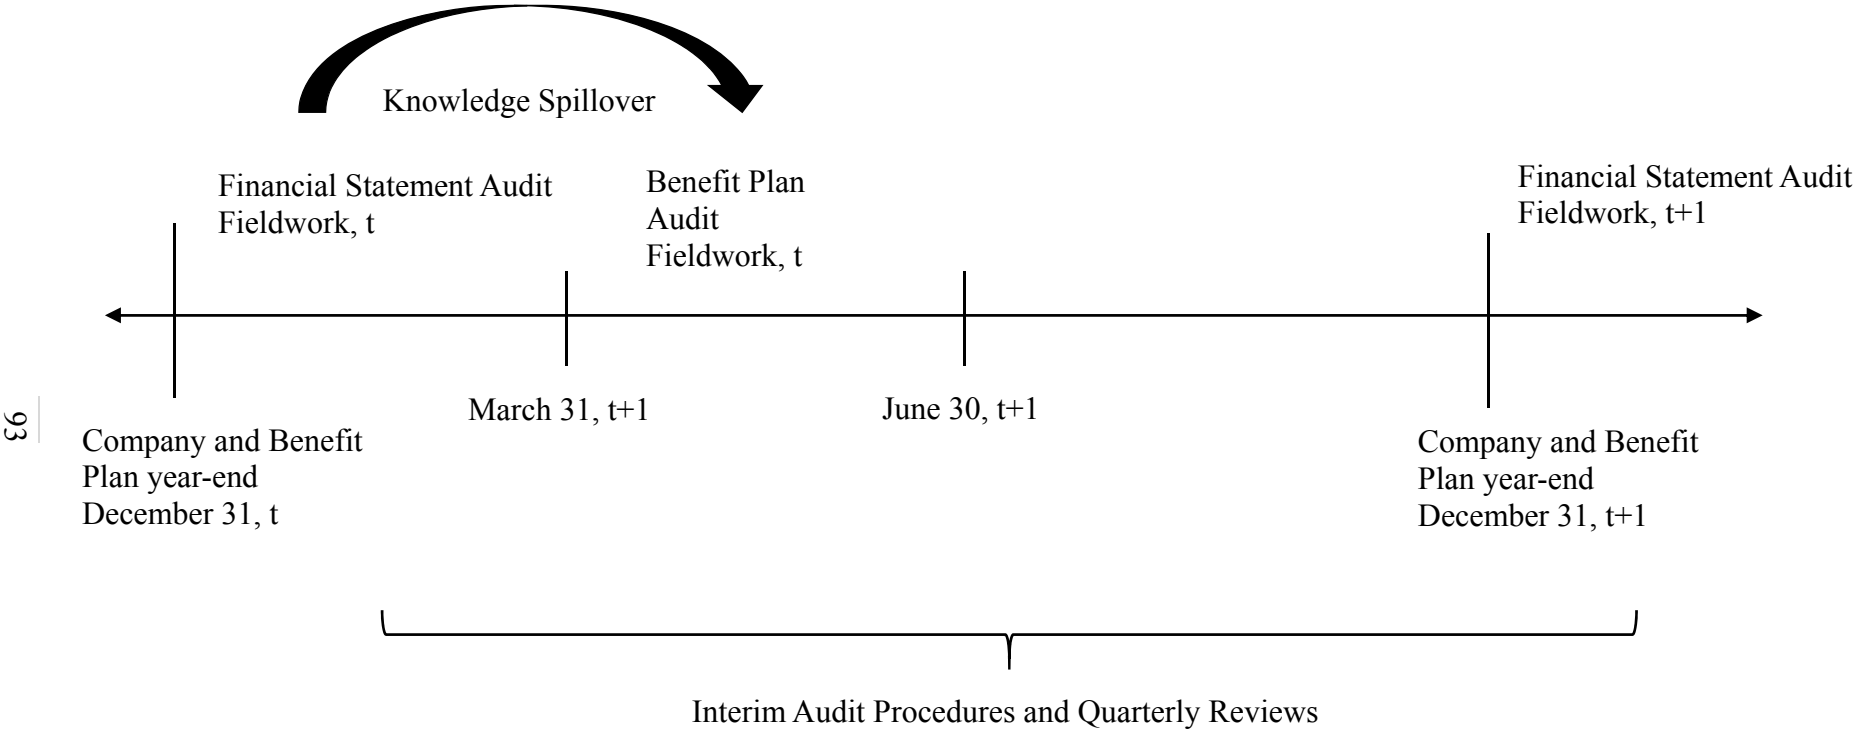 Knowledge Spillover
Financial Statement Audit
Fieldwork, t
Benefit Plan
Audit
Fieldwork, t
Financial Statement Audit
Fieldwork, t+1
March 31, t+1
June 30, t+1
93
Company and Benefit
Plan year-end
December 31, t
Company and Benefit
Plan year-end
December 31, t+1
Interim Audit Procedures and Quarterly Reviews